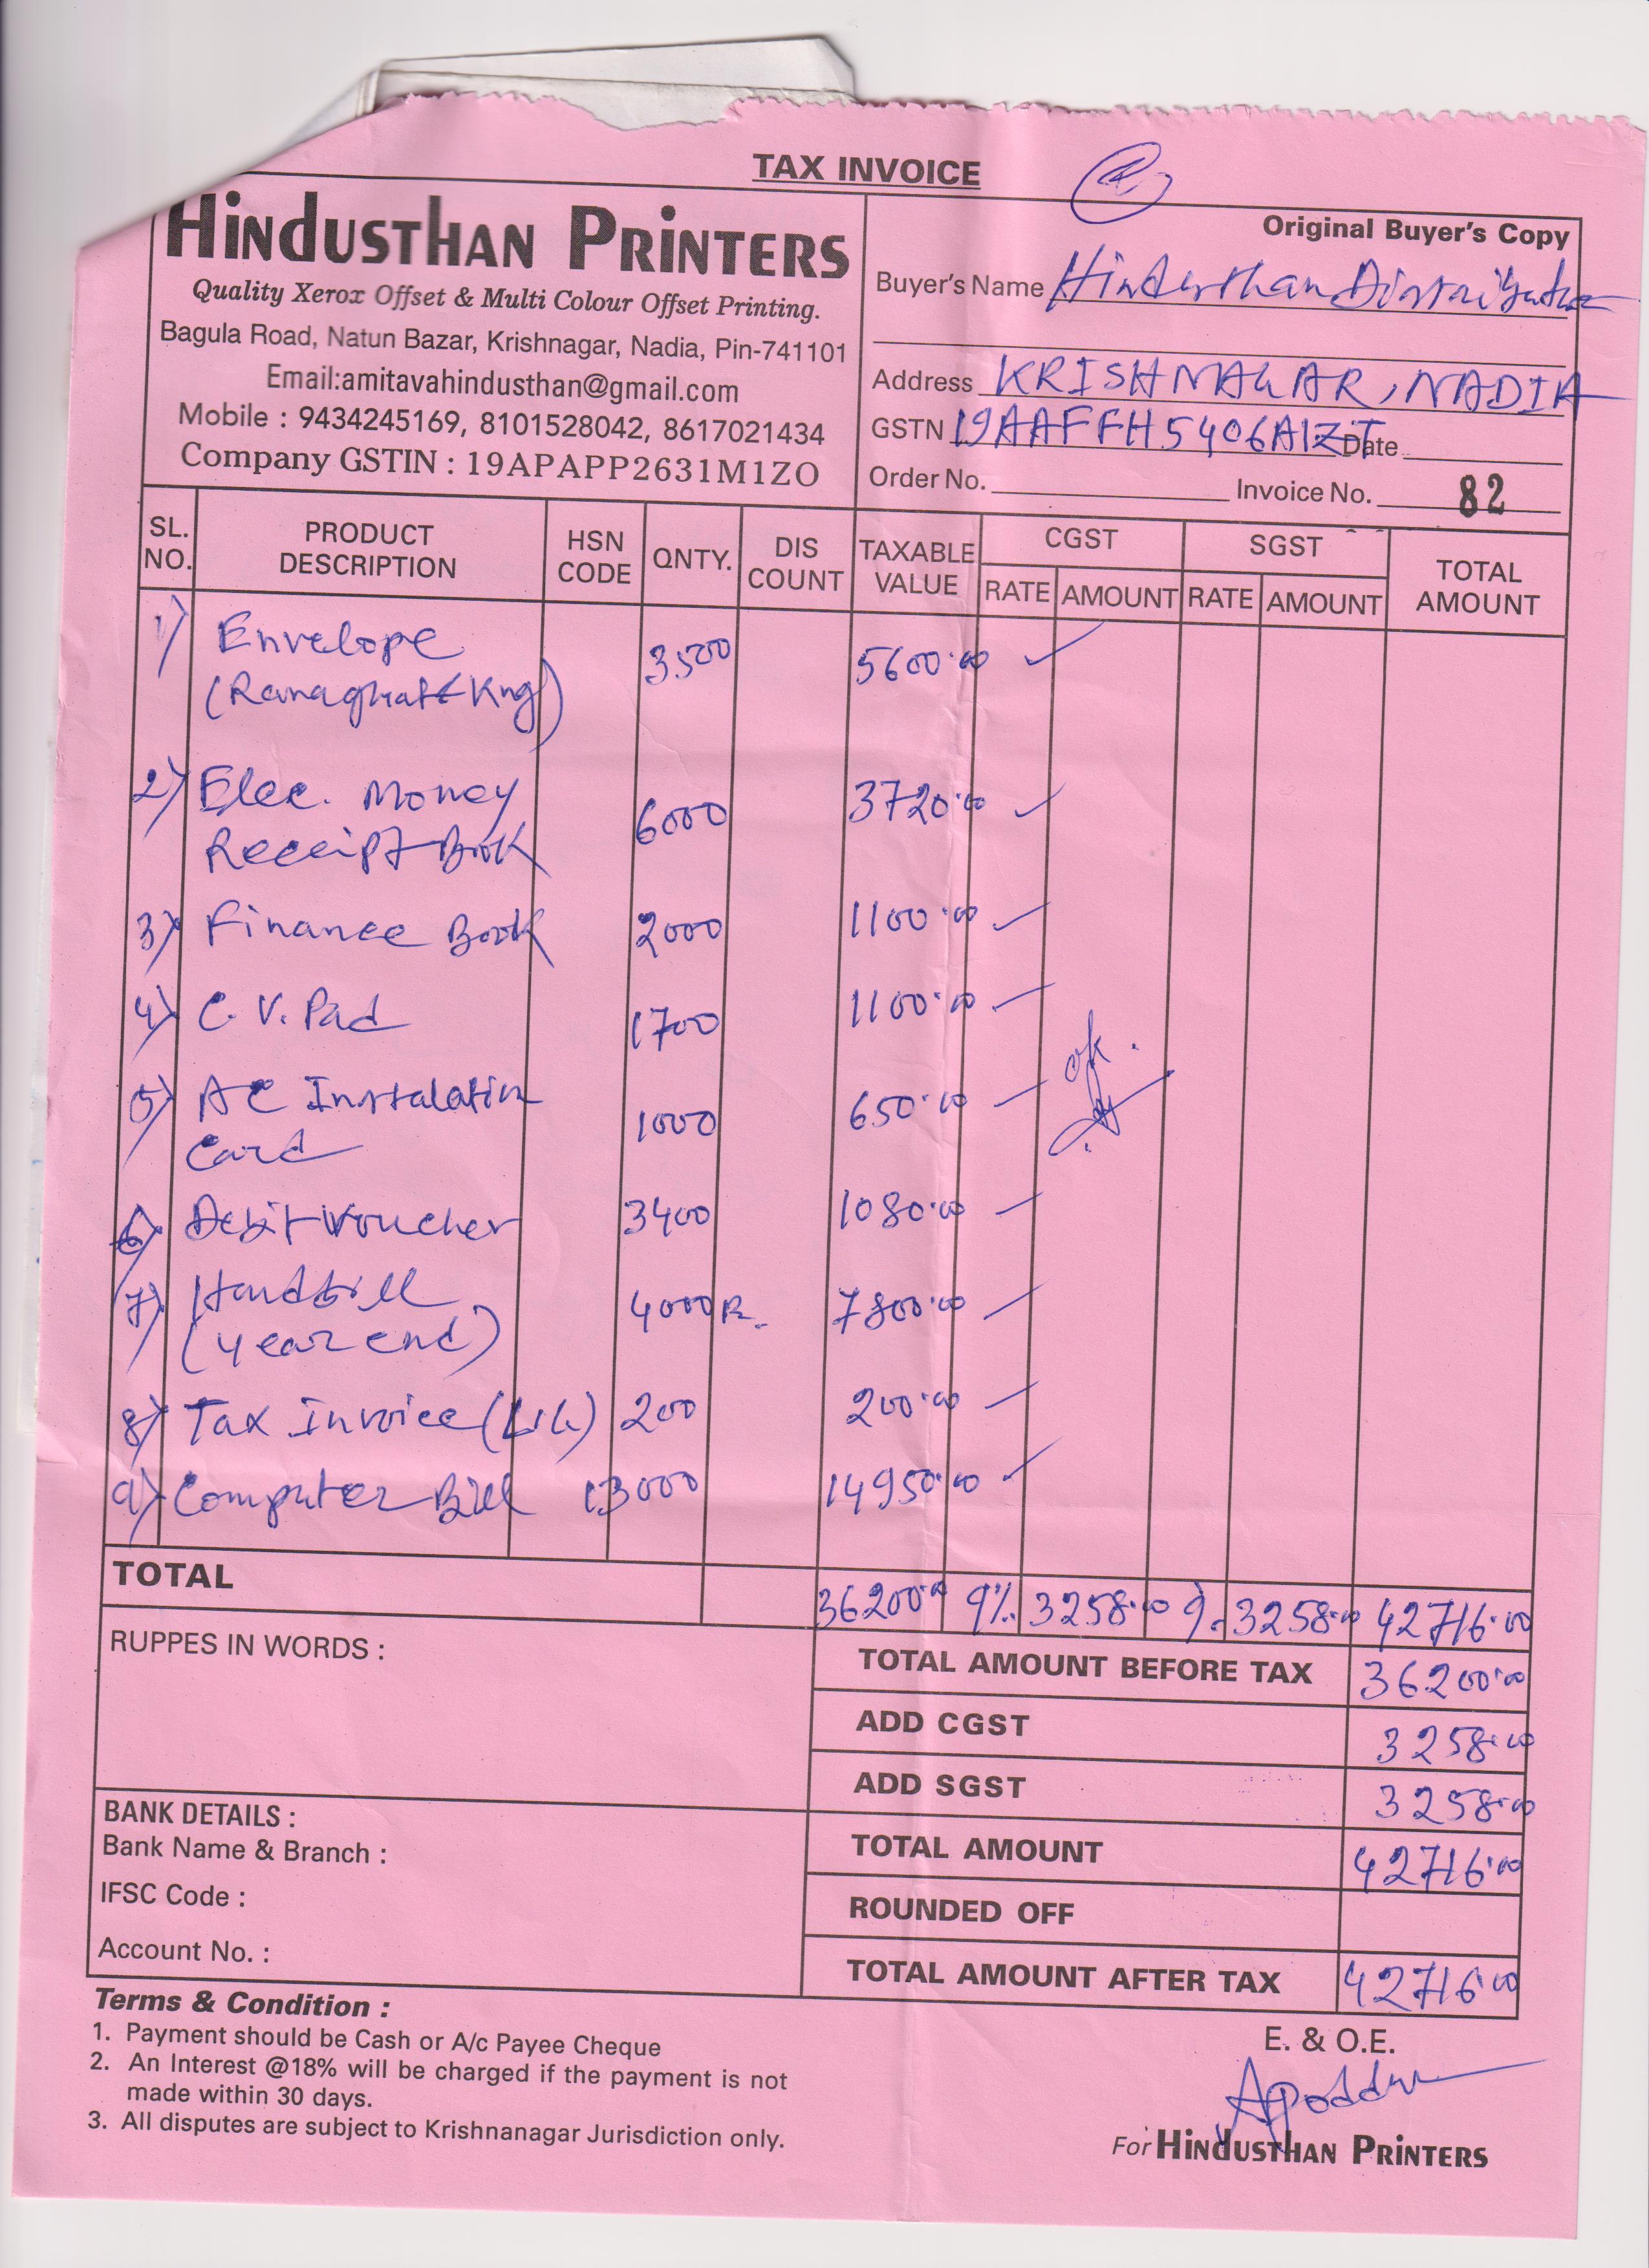 TAX INVOICE
Original Buyer's Copy
HINDUSTHAN PRINTERS
Quality Xerox Offset & Multi Colour Offset Printing.
Bagula Road, Natun Bazar, Krishnagar, Nadia, Pin-741101
Email:amitavahindusthan@gmail.com
Mobile : 9434245169, 8101528042, 8617021434
Company GSTIN : 19APAPP2631M1ZO
Buyer's Name Hindusthan
Address KRISHNAGAR, NADIA
GSTN 19AAFFH5406A1ZT Date
Order No. Invoice No. 82
SL. NO. PRODUCT DESCRIPTION HSN CODE QNTY. DIS COUNT TAXABLE VALUE CGST RATE AMOUNT SGST RATE AMOUNT TOTAL AMOUNT
1) Envelope 3500 5600.00
(Ranaghat & Kng)
2) Elec. Money 6000 3720.00
Receipt Book
3) Finance Book 2000 1100.00
4) C. V. Pad 1700 1100.00
5) AC Instalation 1000 650.00
Card
6) Debit Voucher 3400 1080.00
7) Handbill 4000 7800.00
(year end)
8) Tax Invoice 200 200.00
9) Computer Bill 13000 14950.00
ok.
TOTAL 36200.00 9% 3258.00 9. 3258.00 42716.00
RUPPES IN WORDS :
TOTAL AMOUNT BEFORE TAX 36200.00
ADD CGST 3258.00
ADD SGST 3258.00
BANK DETAILS :
Bank Name & Branch :
TOTAL AMOUNT 42716.00
IFSC Code :
ROUNDED OFF
Account No. :
TOTAL AMOUNT AFTER TAX 42716.00
Terms & Condition :
1. Payment should be Cash or A/c Payee Cheque
2. An Interest @18% will be charged if the payment is not
made within 30 days.
3. All disputes are subject to Krishnanagar Jurisdiction only.
E. & O.E.
APoddar
For HINDUSTHAN PRINTERS